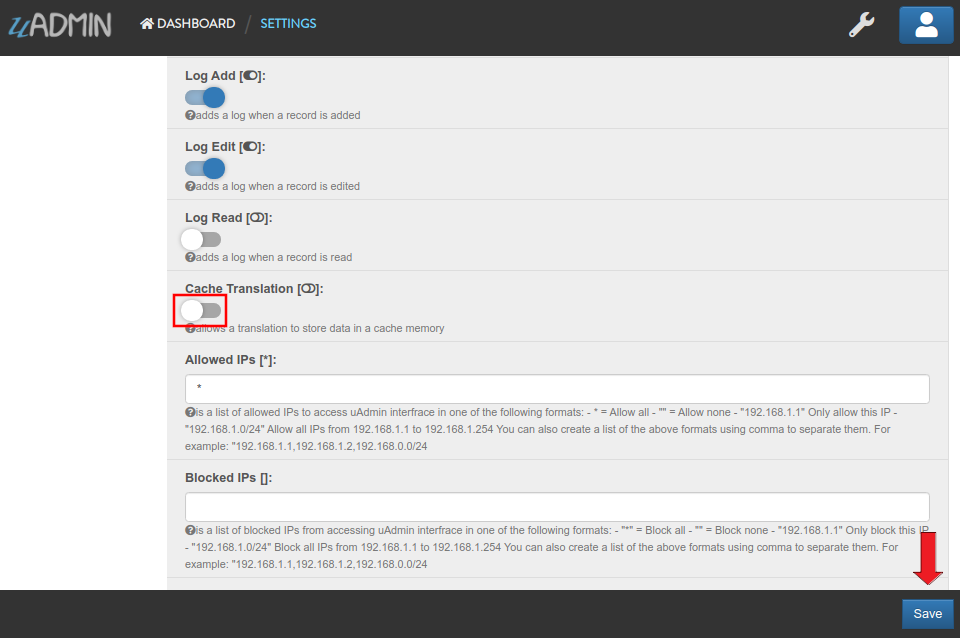 uADMIN
DASHBOARD / SETTINGS
Log Add []:
adds a log when a record is added
Log Edit []:
adds a log when a record is edited
Log Read []:
adds a log when a record is read
Cache Translation []:
allows a translation to store data in a cache memory
Allowed IPs [*]:
*
is a list of allowed IPs to access uAdmin interfrace in one of the following formats: - * = Allow all - "" = Allow none - "192.168.1.1" Only allow this IP -
"192.168.1.0/24" Allow all IPs from 192.168.1.1 to 192.168.1.254 You can also create a list of the above formats using comma to separate them. For
example: "192.168.1.1,192.168.1.2,192.168.0.0/24
Blocked IPs []:
is a list of blocked IPs from accessing uAdmin interfrace in one of the following formats: - "*" = Block all - "" = Block none - "192.168.1.1" Only block this IP
- "192.168.1.0/24" Block all IPs from 192.168.1.1 to 192.168.1.254 You can also create a list of the above formats using comma to separate them. For
example: "192.168.1.1,192.168.1.2,192.168.0.0/24
Save